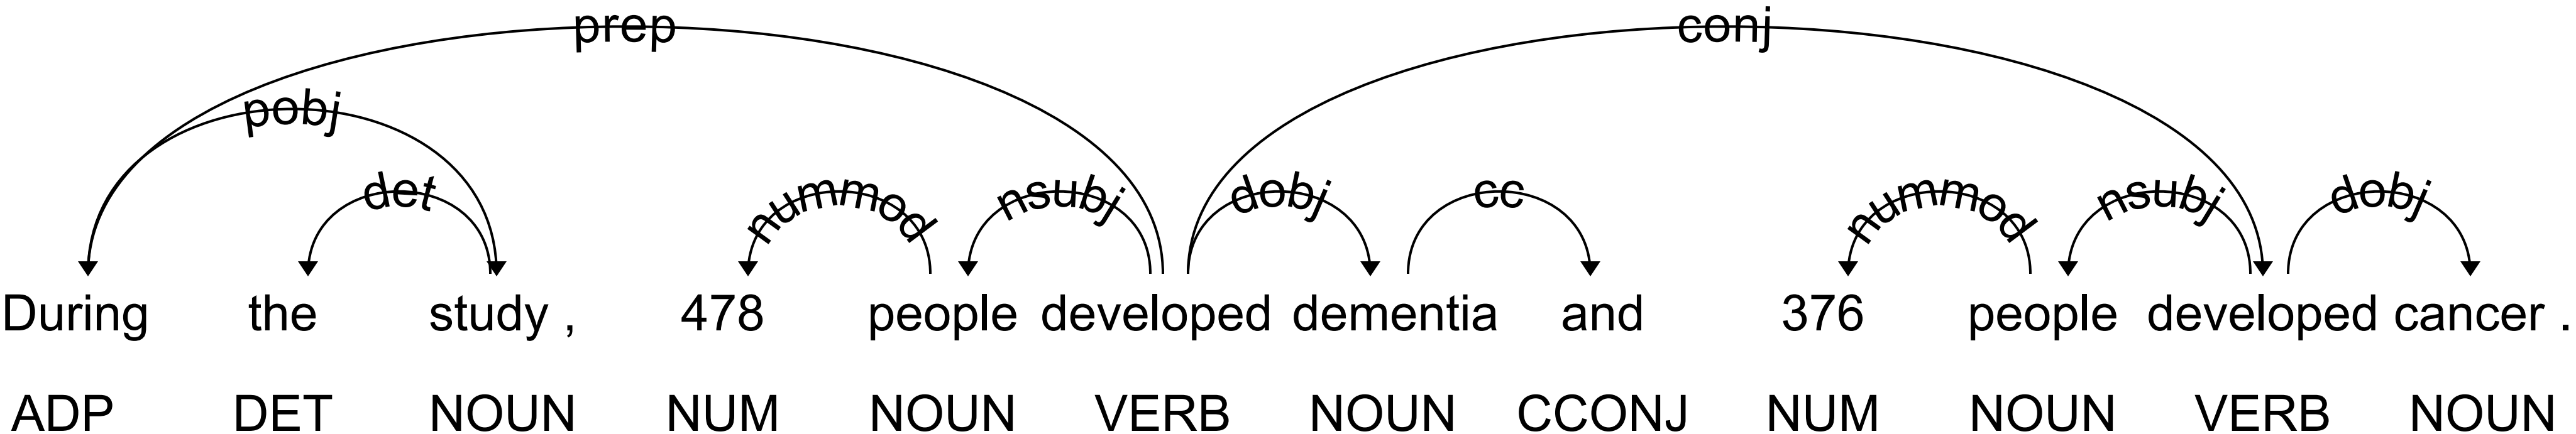 prep conj
pobj
det nummod nsubj dobj cc nummod nsubj dobj
During the study , 478 people developed dementia and 376 people developed cancer .
ADP DET NOUN NUM NOUN VERB NOUN CCONJ NUM NOUN VERB NOUN